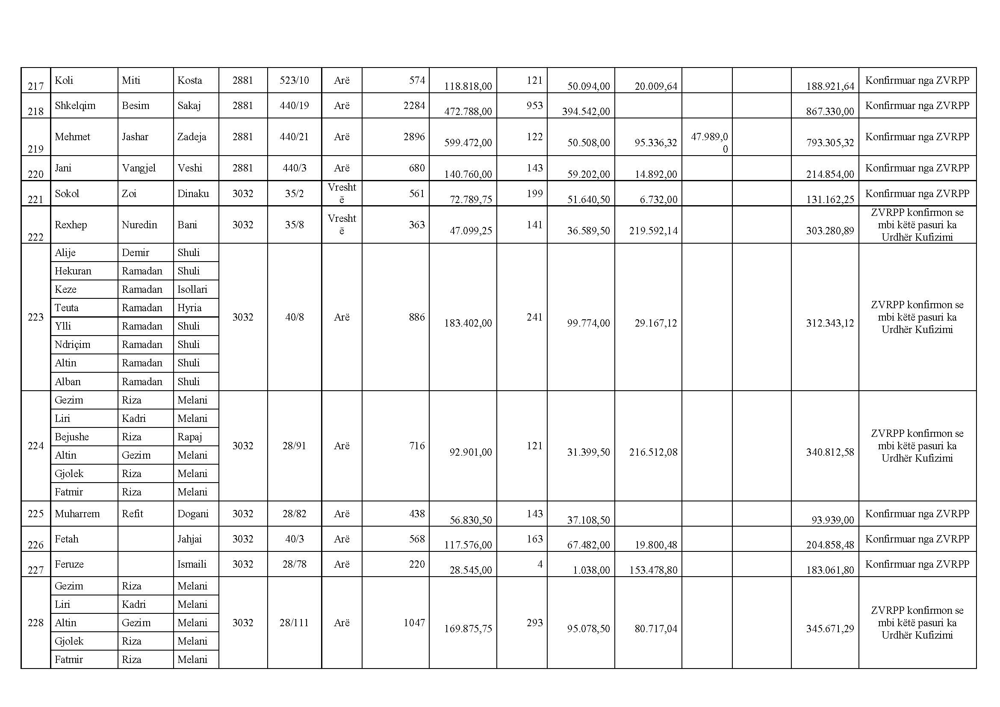 217 Koli Miti Kosta 2881 523/10 Arë 574 118.818,00 121 50.094,00 20.009,64 188.921,64 Konfirmuar nga ZVRPP
218 Shkelqim Besim Sakaj 2881 440/19 Arë 2284 472.788,00 953 394.542,00 867.330,00 Konfirmuar nga ZVRPP
219 Mehmet Jashar Zadeja 2881 440/21 Arë 2896 599.472,00 122 50.508,00 95.336,32 47.989,0
0 793.305,32 Konfirmuar nga ZVRPP
220 Jani Vangjel Veshi 2881 440/3 Arë 680 140.760,00 143 59.202,00 14.892,00 214.854,00 Konfirmuar nga ZVRPP
221 Sokol Zoi Dinaku 3032 35/2 Vresht
ë 561 72.789,75 199 51.640,50 6.732,00 131.162,25 Konfirmuar nga ZVRPP
222 Rexhep Nuredin Bani 3032 35/8 Vresht
ë 363 47.099,25 141 36.589,50 219.592,14 303.280,89 ZVRPP konfirmon se
mbi këtë pasuri ka
Urdhër Kufizimi
223 Alije Demir Shuli
Hekuran Ramadan Shuli
Keze Ramadan Isollari
Teuta Ramadan Hyria
Ylli Ramadan Shuli
Ndriçim Ramadan Shuli
Altin Ramadan Shuli
Alban Ramadan Shuli
3032 40/8 Arë 886 183.402,00 241 99.774,00 29.167,12 312.343,12 ZVRPP konfirmon se
mbi këtë pasuri ka
Urdhër Kufizimi
224 Gezim Riza Melani
Liri Kadri Melani
Bejushe Riza Rapaj
Altin Gezim Melani
Gjolek Riza Melani
Fatmir Riza Melani
3032 28/91 Arë 716 92.901,00 121 31.399,50 216.512,08 340.812,58 ZVRPP konfirmon se
mbi këtë pasuri ka
Urdhër Kufizimi
225 Muharrem Refit Dogani 3032 28/82 Arë 438 56.830,50 143 37.108,50 93.939,00 Konfirmuar nga ZVRPP
226 Fetah Jahjai 3032 40/3 Arë 568 117.576,00 163 67.482,00 19.800,48 204.858,48 Konfirmuar nga ZVRPP
227 Feruze Ismaili 3032 28/78 Arë 220 28.545,00 4 1.038,00 153.478,80 183.061,80 Konfirmuar nga ZVRPP
228 Gezim Riza Melani
Liri Kadri Melani
Altin Gezim Melani
Gjolek Riza Melani
Fatmir Riza Melani
3032 28/111 Arë 1047 169.875,75 293 95.078,50 80.717,04 345.671,29 ZVRPP konfirmon se
mbi këtë pasuri ka
Urdhër Kufizimi